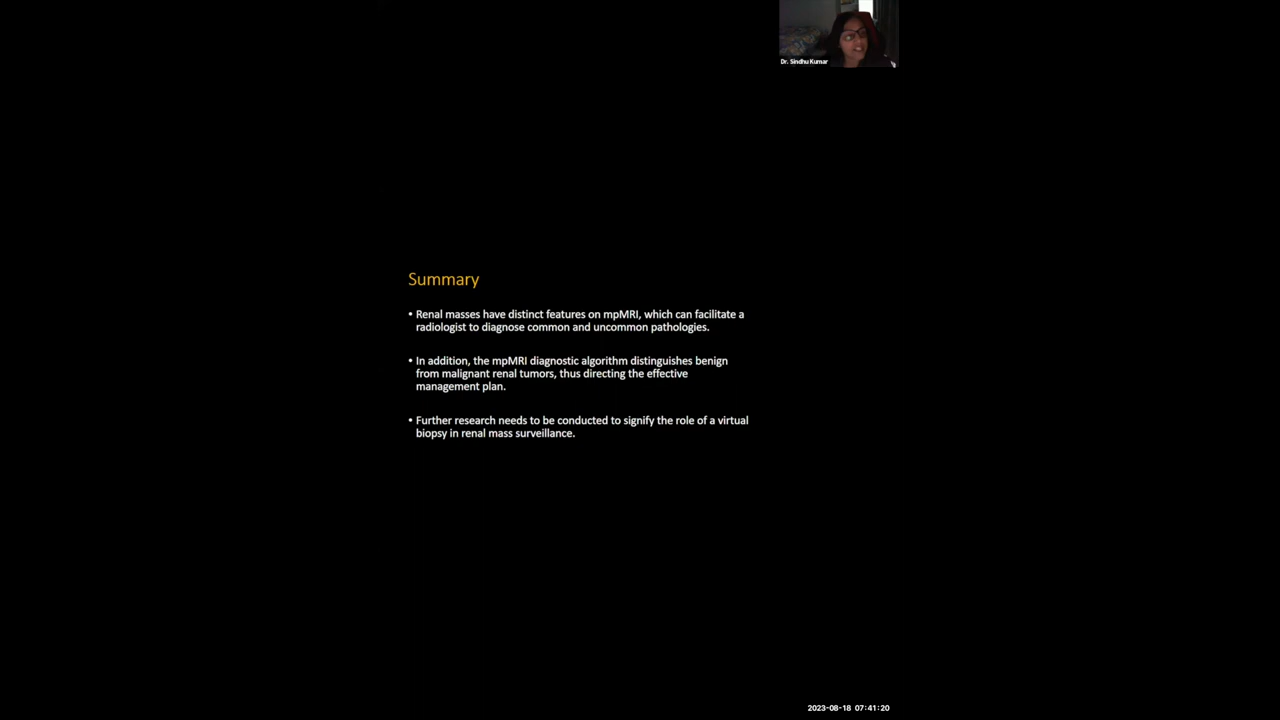 Dr. Sindhu Kumar
Summary
• Renal masses have distinct features on mpMRI, which can facilitate a
radiologist to diagnose common and uncommon pathologies.
• In addition, the mpMRI diagnostic algorithm distinguishes benign
from malignant renal tumors, thus directing the effective
management plan.
• Further research needs to be conducted to signify the role of a virtual
biopsy in renal mass surveillance.
2023-08-18 07:41:20